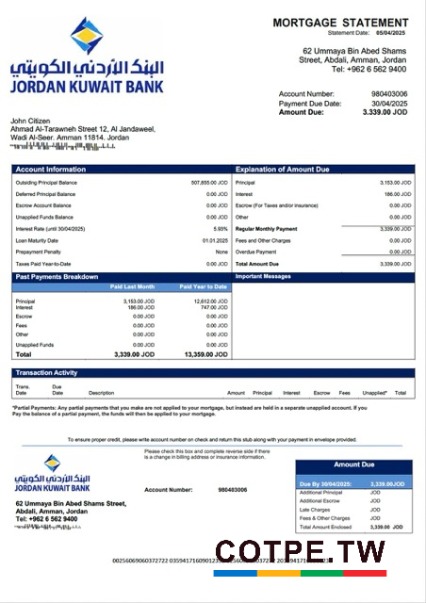 MORTGAGE STATEMENT
Statement Date: 05/04/2025
البنك الأردني الكويتي
JORDAN KUWAIT BANK
62 Ummaya Bin Abed Shams
Street, Abdali, Amman, Jordan
Tel: +962 6 562 9400
Account Number: 980403006
Payment Due Date: 30/04/2025
Amount Due: 3.339.00 JOD
John Citizen
Ahmad Al-Tarawneh Street 12, Al Jandaweel,
Wadi Al-Seer. Amman 11814. Jordan
Account Information
Outstanding Principal Balance 507,855.00 JOD
Deferred Principal Balance 0.00 JOD
Escrow Account Balance 0.00 JOD
Unapplied Funds Balance 0.00 JOD
Interest Rate (until 30/04/2025) 5.93%
Loan Maturity Date 01.01.2025
Prepayment Penalty None
Taxes Paid Year-to-Date 0.00 JOD
Explanation of Amount Due
Principal 3,153.00 JOD
Interest 186.00 JOD
Escrow (For Taxes and/or insurance) 0.00 JOD
Other 0.00 JOD
Regular Monthly Payment 3,339.00 JOD
Fees and Other Charges 0.00 JOD
Overdue Payment 0.00 JOD
Total Amount Due 3,339.00 JOD
Past Payments Breakdown
Paid Last Month Paid Year to Date
Principal 3,153.00 JOD 12,612.00 JOD
Interest 186.00 JOD 747.00 JOD
Escrow 0.00 JOD 0.00 JOD
Fees 0.00 JOD 0.00 JOD
Other 0.00 JOD 0.00 JOD
Unapplied Funds 0.00 JOD 0.00 JOD
Total 3,339.00 JOD 13,359.00 JOD
Important Messages
Transaction Activity
Trans. Date Due Date Description Amount Principal Interest Escrow Fees Unapplied* Total
*Partial Payments: Any partial payments that you make are not applied to your mortgage, but instead are held in a separate unapplied account. If you
Pay the balance of a partial payment, the funds will then be applied to your mortgage.
To ensure proper credit, please write account number on check and return this stub along with your payment in envelope provided.
Please check this box and complete reverse side if there
is a change in billing address or insurance information.
البنك الأردني الكويتي
JORDAN KUWAIT BANK
62 Ummaya Bin Abed Shams Street,
Abdali, Amman, Jordan
Tel: +962 6 562 9400
Account Number: 980403006
Amount Due
Due By 30/04/2025: 3,339.00 JOD
Additional Principal JOD
Additional Escrow JOD
Late Charges JOD
Fees & Other Charges JOD
Total Amount Enclosed 3,339.00 JOD
COTPE.TW